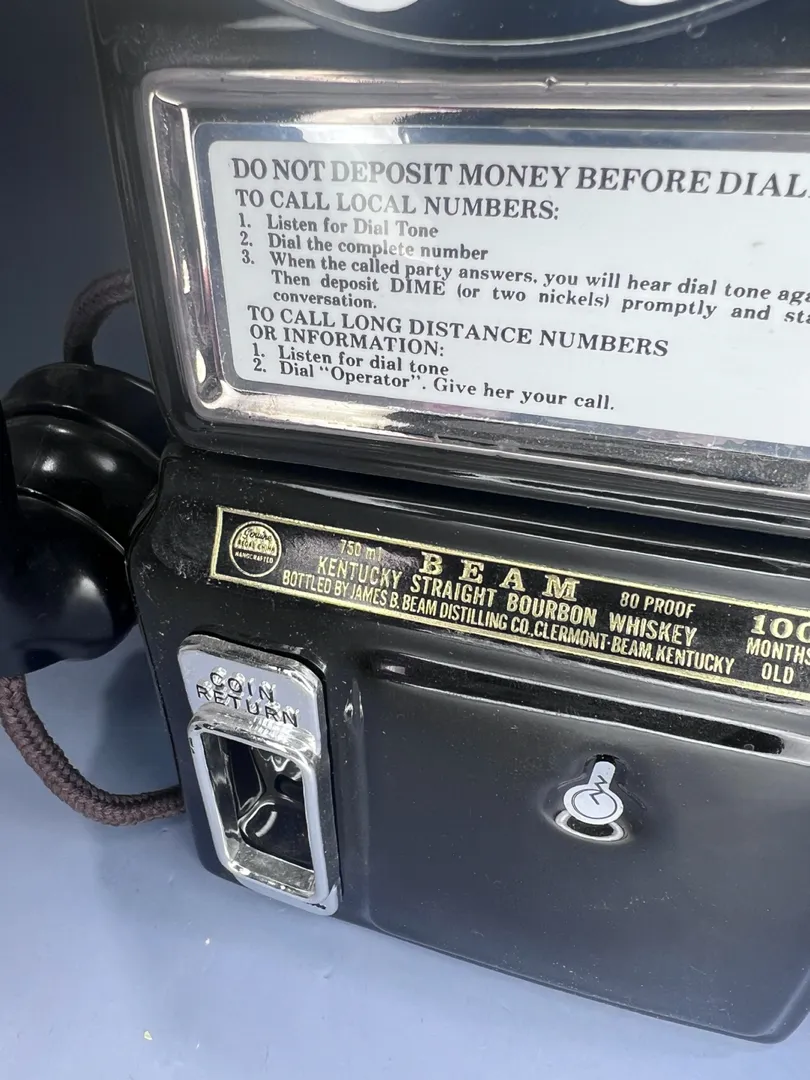 DO NOT DEPOSIT MONEY BEFORE DIAL
TO CALL LOCAL NUMBERS:
1. Listen for Dial Tone
2. Dial the complete number
3. When the called party answers, you will hear dial tone aga
Then deposit DIME (or two nickels) promptly and sta
conversation.
TO CALL LONG DISTANCE NUMBERS
OR INFORMATION:
1. Listen for dial tone
2. Dial "Operator". Give her your call.
Genuine
REGAL CHINA
HANDCRAFTED
750 ml
BEAM
80 PROOF
KENTUCKY STRAIGHT BOURBON WHISKEY
BOTTLED BY JAMES B. BEAM DISTILLING CO., CLERMONT-BEAM, KENTUCKY
100
MONTHS
OLD
COIN
RETURN